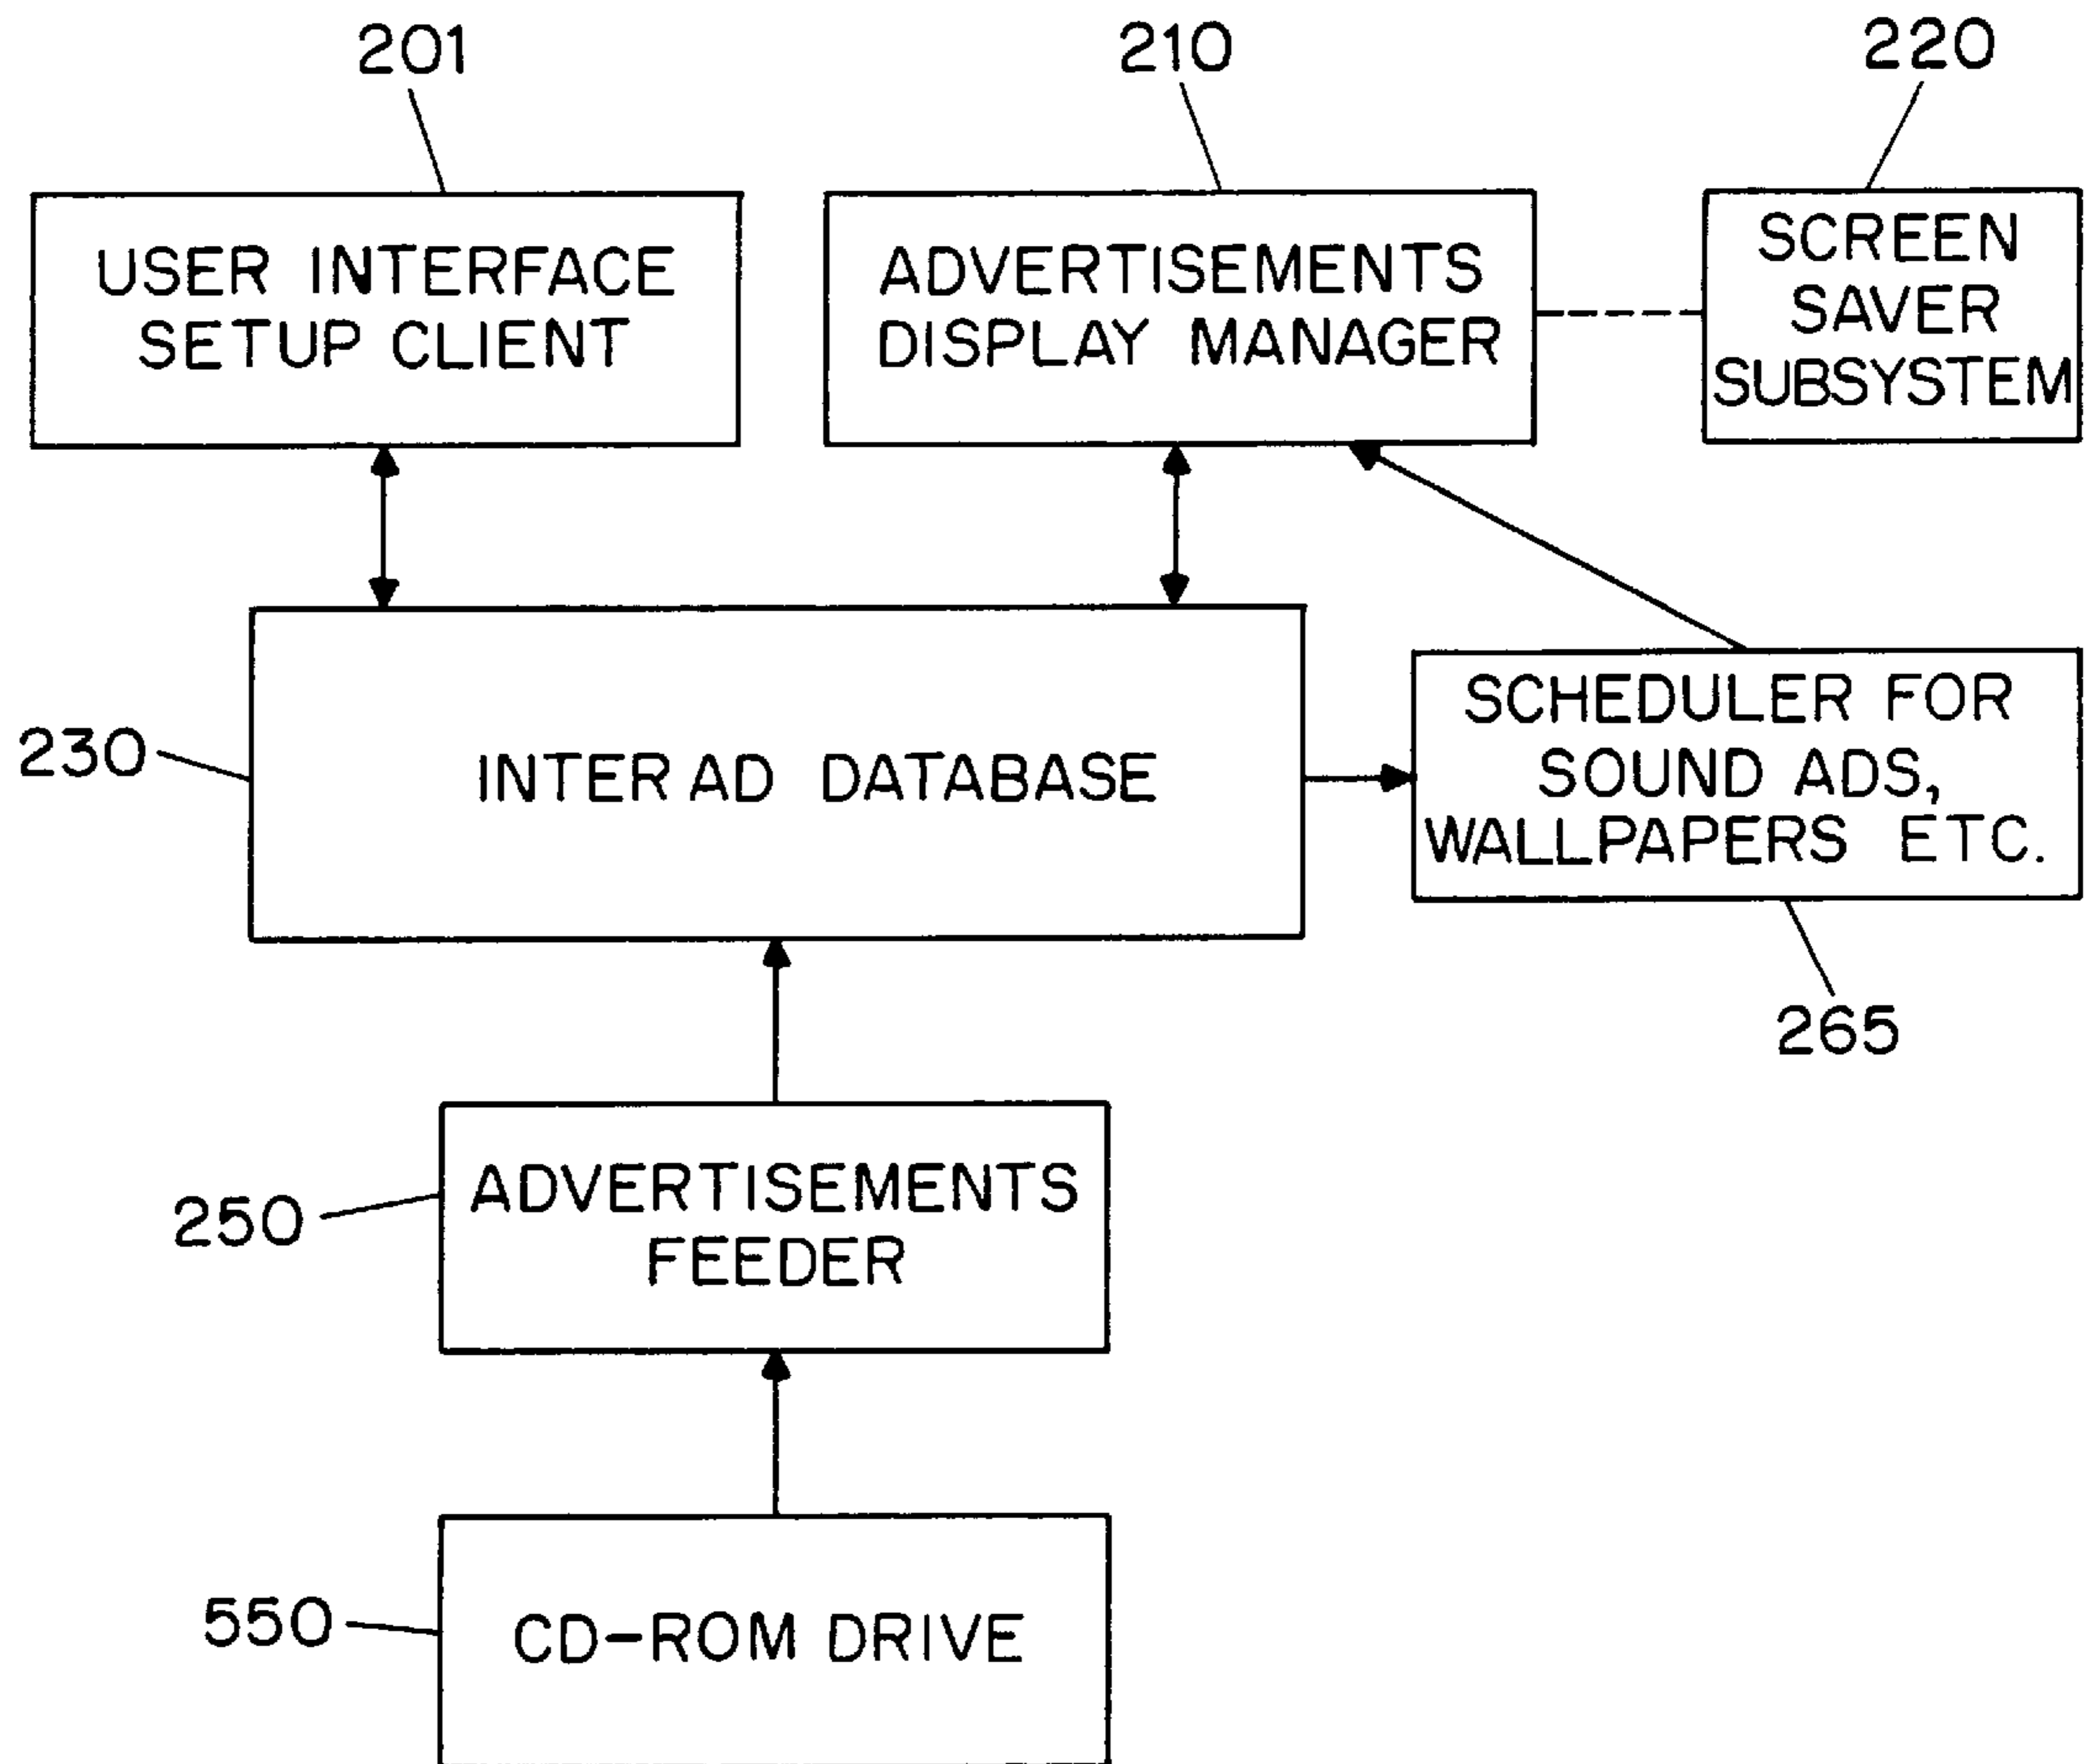 201
210
220
USER INTERFACE
SETUP CLIENT
ADVERTISEMENTS
DISPLAY MANAGER
SCREEN
SAVER
SUBSYSTEM
230
INTER AD DATABASE
SCHEDULER FOR
SOUND ADS,
WALLPAPERS ETC.
265
250
ADVERTISEMENTS
FEEDER
550
CD-ROM DRIVE